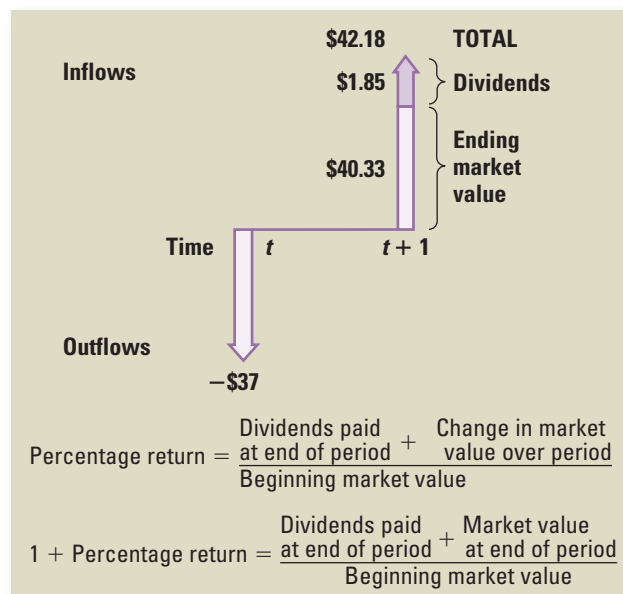 $42.18 TOTAL
Inflows
$1.85 Dividends
Ending
$40.33 market
value
Time t t + 1
Outflows
−$37
Dividends paid Change in market
Percentage return = at end of period + value over period
Beginning market value
Dividends paid Market value
1 + Percentage return = at end of period + at end of period
Beginning market value